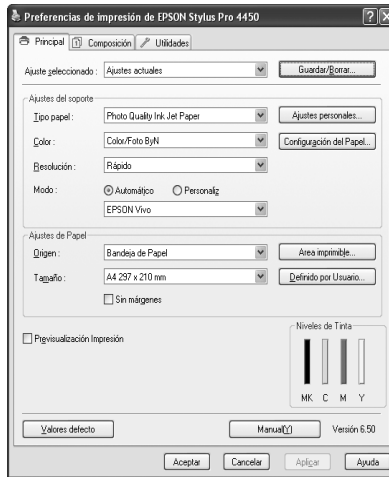 Preferencias de impresión de EPSON Stylus Pro 4450
Principal Composición Utilidades
Ajuste seleccionado : Ajustes actuales Guardar/Borrar...
Ajustes del soporte
Tipo papel : Photo Quality Ink Jet Paper Ajustes personales...
Color : Color/Foto ByN Configuración del Papel...
Resolución : Rápido
Modo : Automático Personaliz
EPSON Vivo
Ajustes de Papel
Origen : Bandeja de Papel Area imprimible...
Tamaño : A4 297 x 210 mm Definido por Usuario...
Sin márgenes
Previsualización Impresión
Niveles de Tinta
MK C M Y
Valores defecto Manual(Y) Versión 6.50
Aceptar Cancelar Aplicar Ayuda